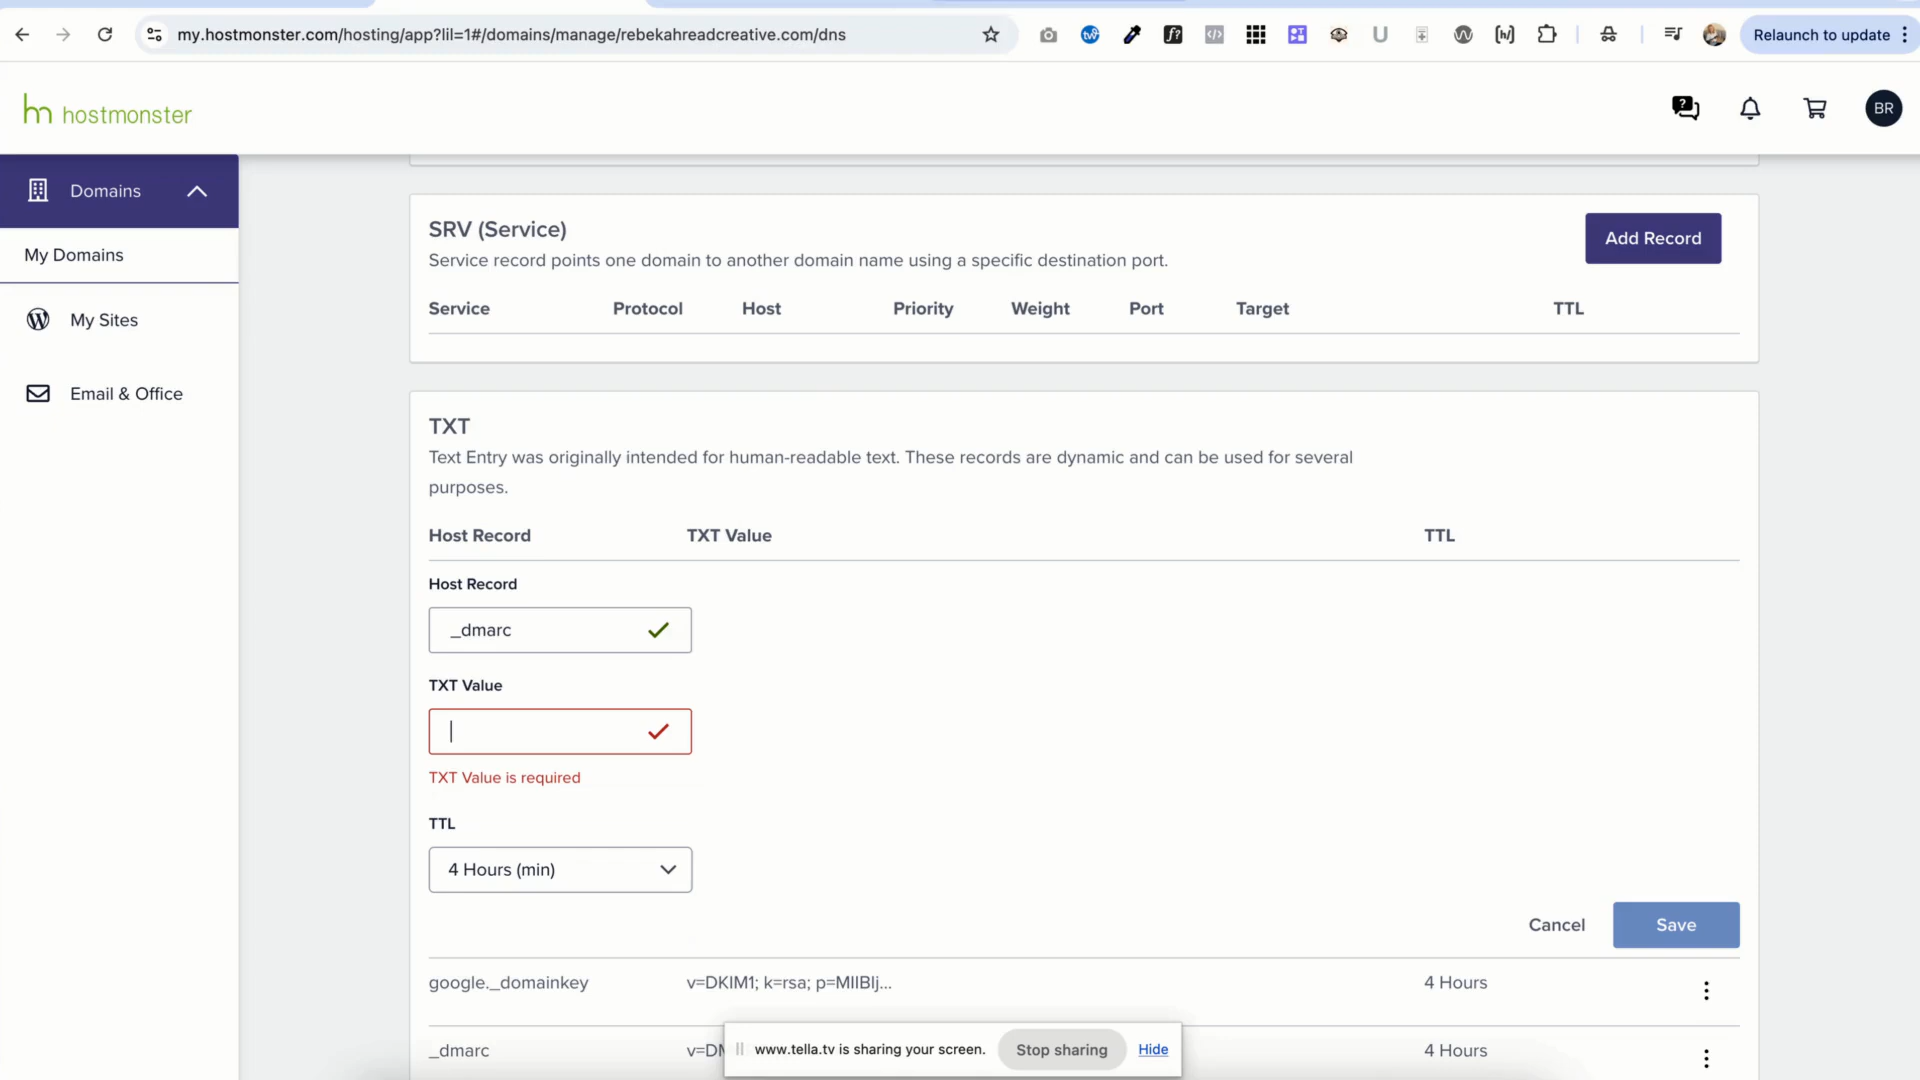 my.hostmonster.com/hosting/app?lil=1#/domains/manage/rebekahreadcreative.com/dns
Relaunch to update
hm hostmonster
BR
Domains
My Domains
My Sites
Email & Office
SRV (Service)
Add Record
Service record points one domain to another domain name using a specific destination port.
Service Protocol Host Priority Weight Port Target TTL
TXT
Text Entry was originally intended for human-readable text. These records are dynamic and can be used for several
purposes.
Host Record TXT Value TTL
Host Record
_dmarc
TXT Value
TXT Value is required
TTL
4 Hours (min)
Cancel Save
google._domainkey v=DKIM1; k=rsa; p=MIIBIj... 4 Hours
_dmarc 4 Hours
www.tella.tv is sharing your screen. Stop sharing Hide